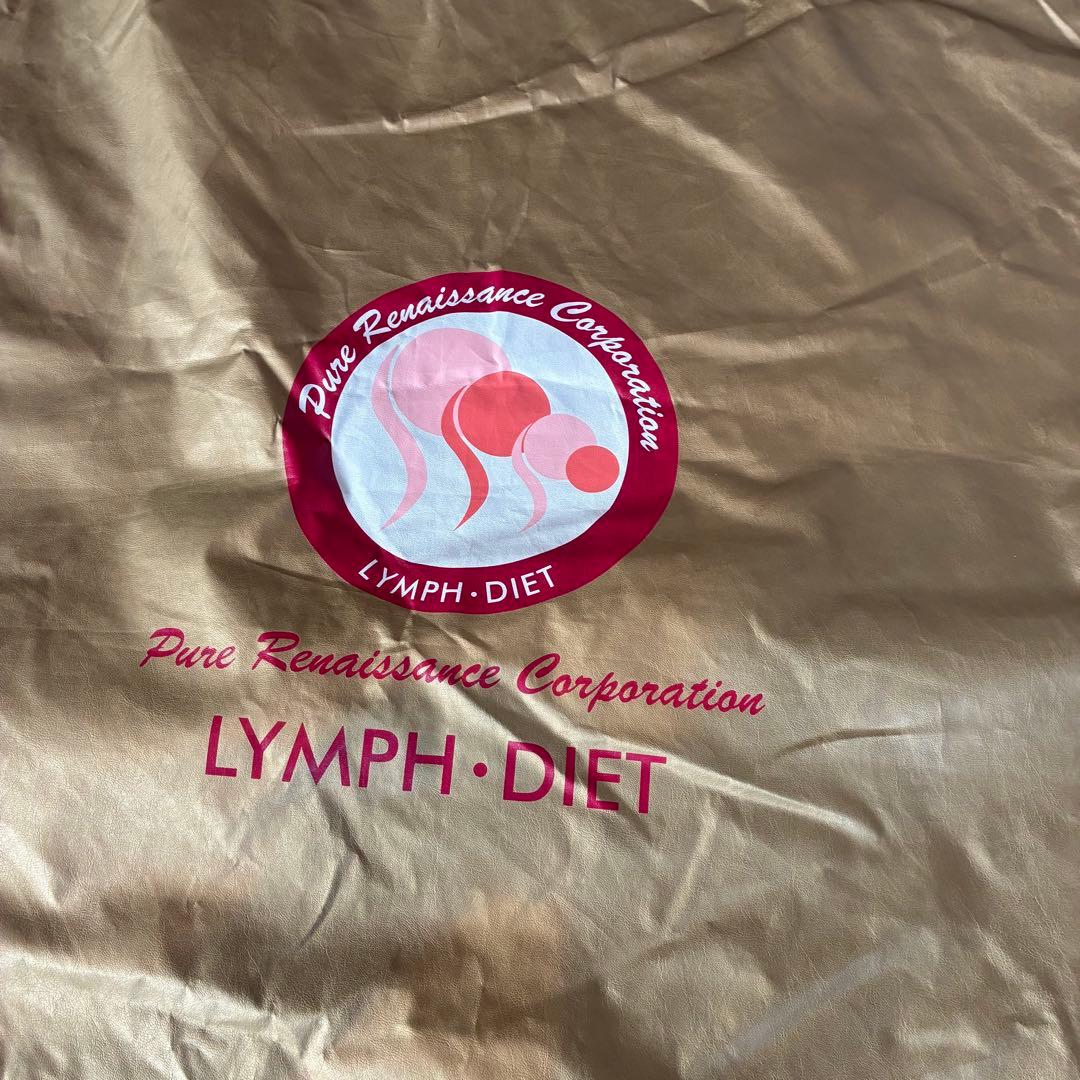 Pure Renaissance Corporation
LYMPH・DIET
Pure Renaissance Corporation
LYMPH・DIET